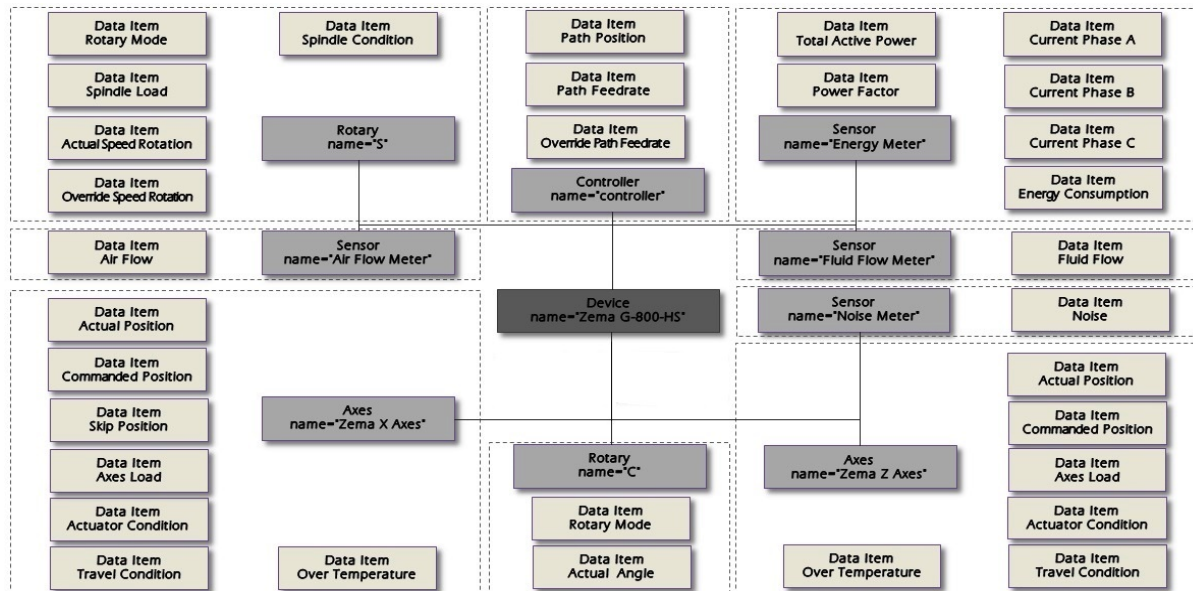 Data Item
Rotary Mode
Data Item
Spindle Condition
Data Item
Spindle Load
Data Item
Actual Speed Rotation
Rotary
name="S"
Data Item
Override Speed Rotation
Data Item
Path Position
Data Item
Path Feedrate
Data Item
Override Path Feedrate
Controller
name="controller"
Data Item
Total Active Power
Data Item
Current Phase A
Data Item
Power Factor
Data Item
Current Phase B
Sensor
name="Energy Meter"
Data Item
Current Phase C
Data Item
Energy Consumption
Data Item
Air Flow
Sensor
name="Air Flow Meter"
Sensor
name="Fluid Flow Meter"
Data Item
Fluid Flow
Device
name="Zema G-800-HS"
Sensor
name="Noise Meter"
Data Item
Noise
Data Item
Actual Position
Data Item
Commanded Position
Data Item
Skip Position
Axes
name="Zema X Axes"
Data Item
Axes Load
Data Item
Actuator Condition
Data Item
Travel Condition
Data Item
Over Temperature
Rotary
name="C"
Data Item
Rotary Mode
Data Item
Actual Angle
Data Item
Actual Position
Data Item
Commanded Position
Axes
name="Zema Z Axes"
Data Item
Axes Load
Data Item
Actuator Condition
Data Item
Over Temperature
Data Item
Travel Condition